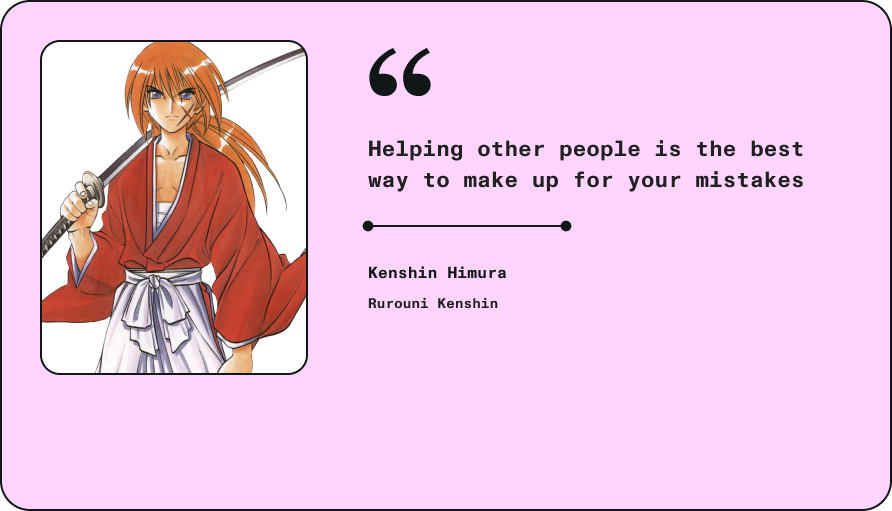 “
Helping other people is the best
way to make up for your mistakes
Kenshin Himura
Rurouni Kenshin